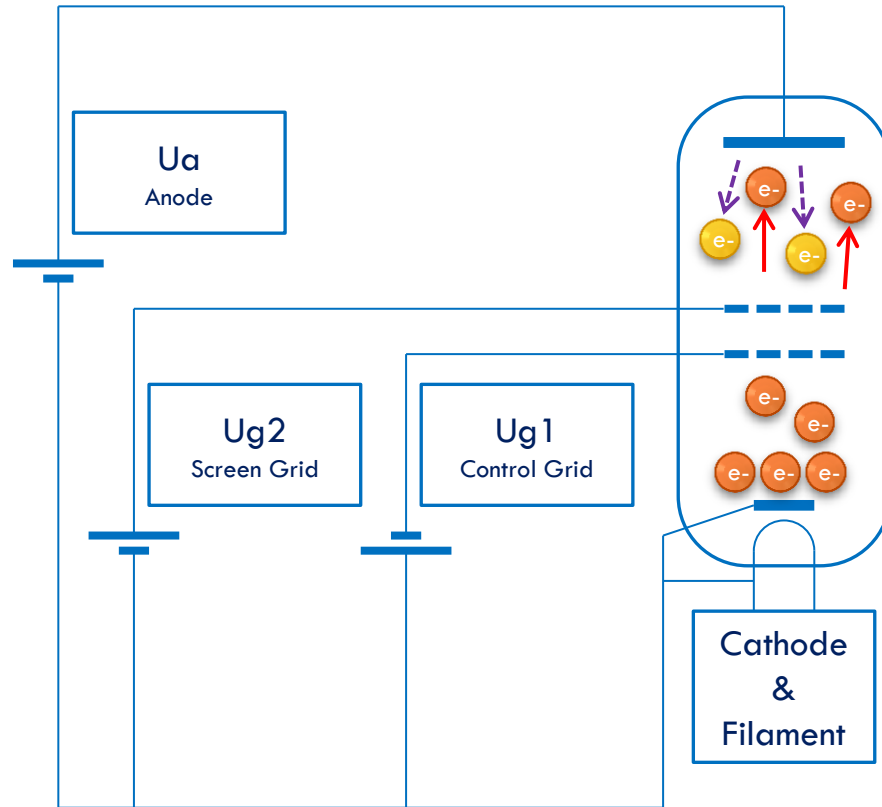 Ua
Anode
e-
e-
e-
e-
Ug2
Screen Grid
Ug1
Control Grid
e-
e-
e- e- e-
Cathode
&
Filament